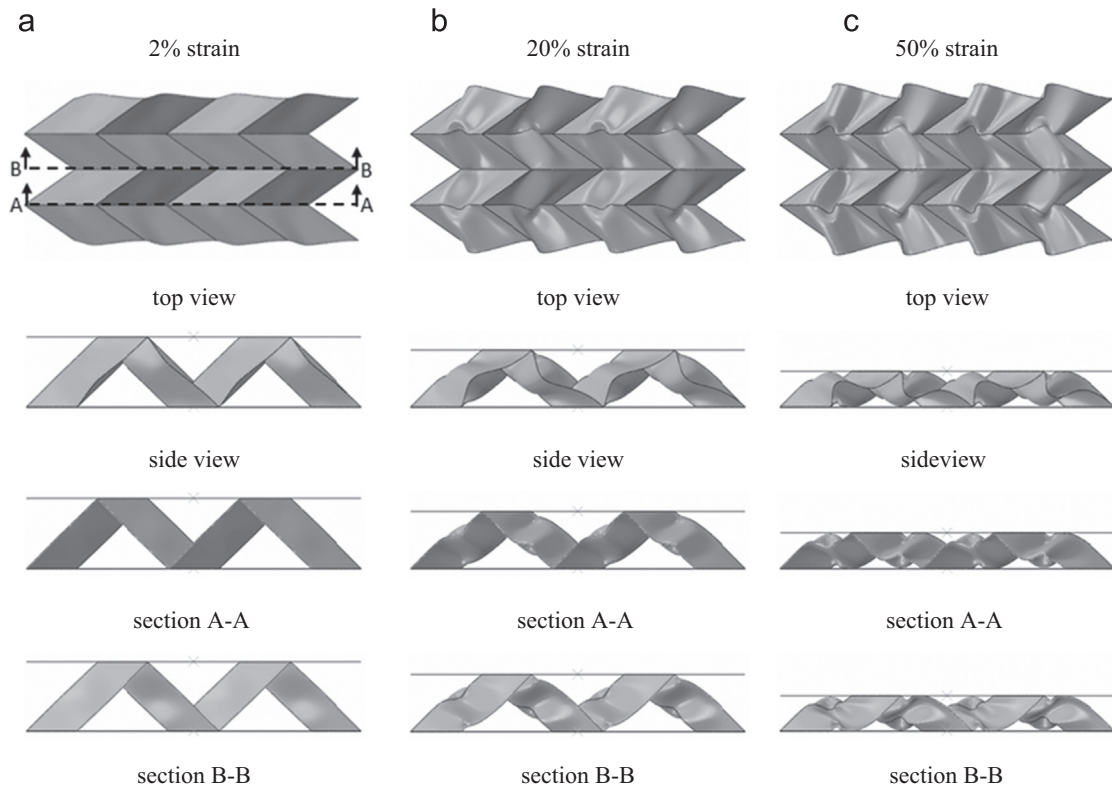 a
b
c
2% strain
20% strain
50% strain
B
B
A
A
top view
top view
top view
side view
side view
sideview
section A-A
section A-A
section A-A
section B-B
section B-B
section B-B